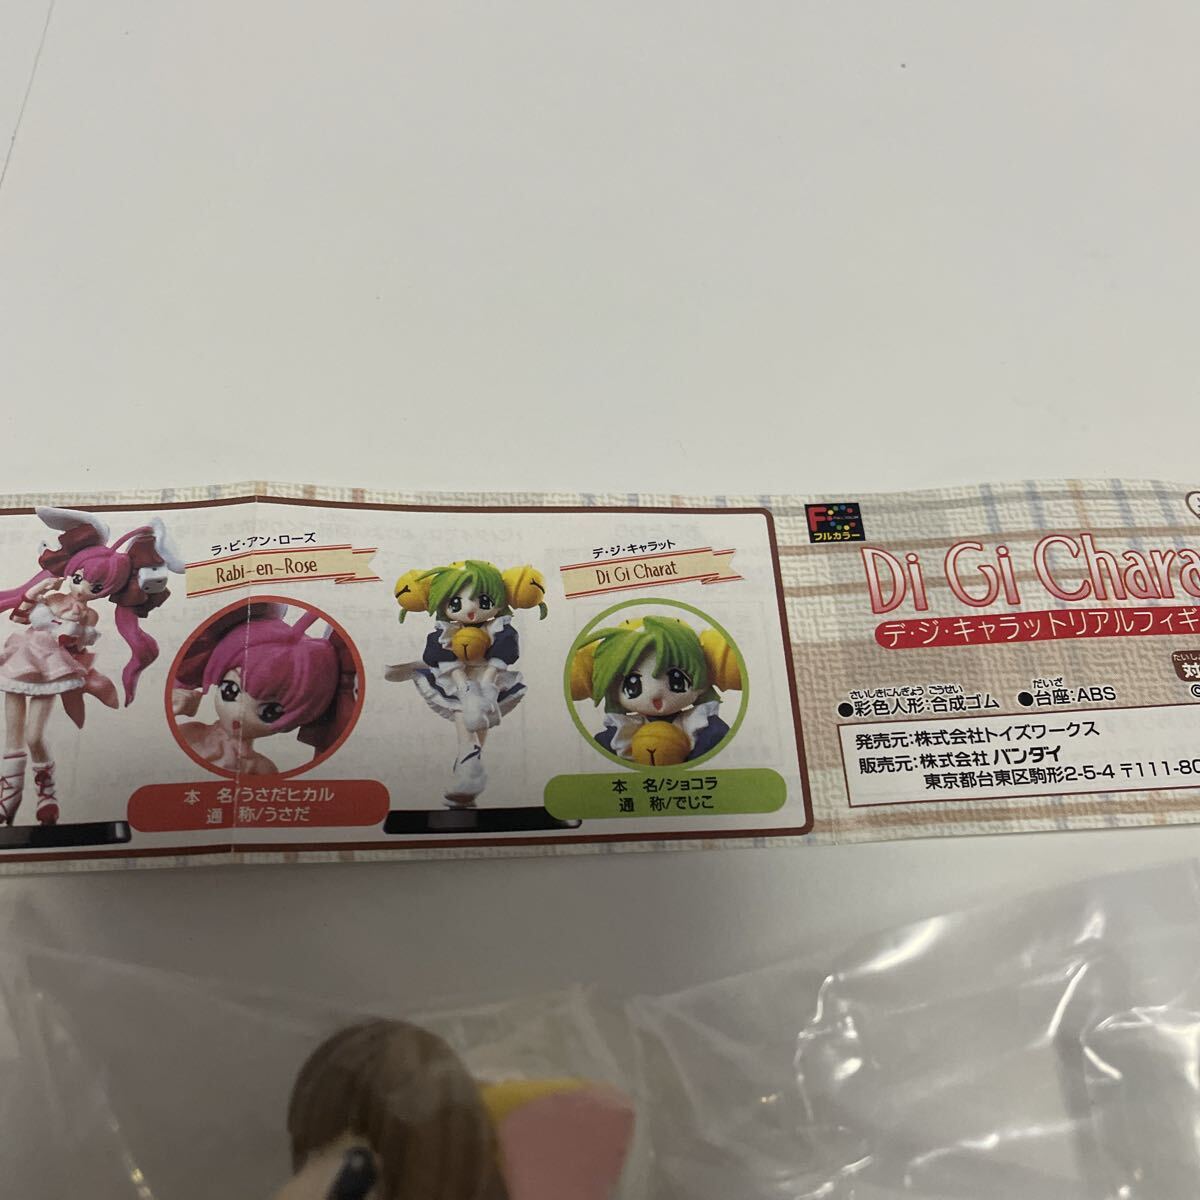 ラ・ビ・アン・ローズ
Rabi~en~Rose
本 名/うさだヒカル
通 称/うさだ
デ・ジ・キャラット
Di Gi Charat
本 名/ショコラ
通 称/でじこ
フルカラー
Di Gi Chara
デ・ジ・キャラットリアルフィギ
さいしきにんぎょう ごうせい だいざ
●彩色人形:合成ゴム ●台座:ABS
たいしょ
対
©
発売元:株式会社トイズワークス
販売元:株式会社 バンダイ
東京都台東区駒形2-5-4 〒111-80